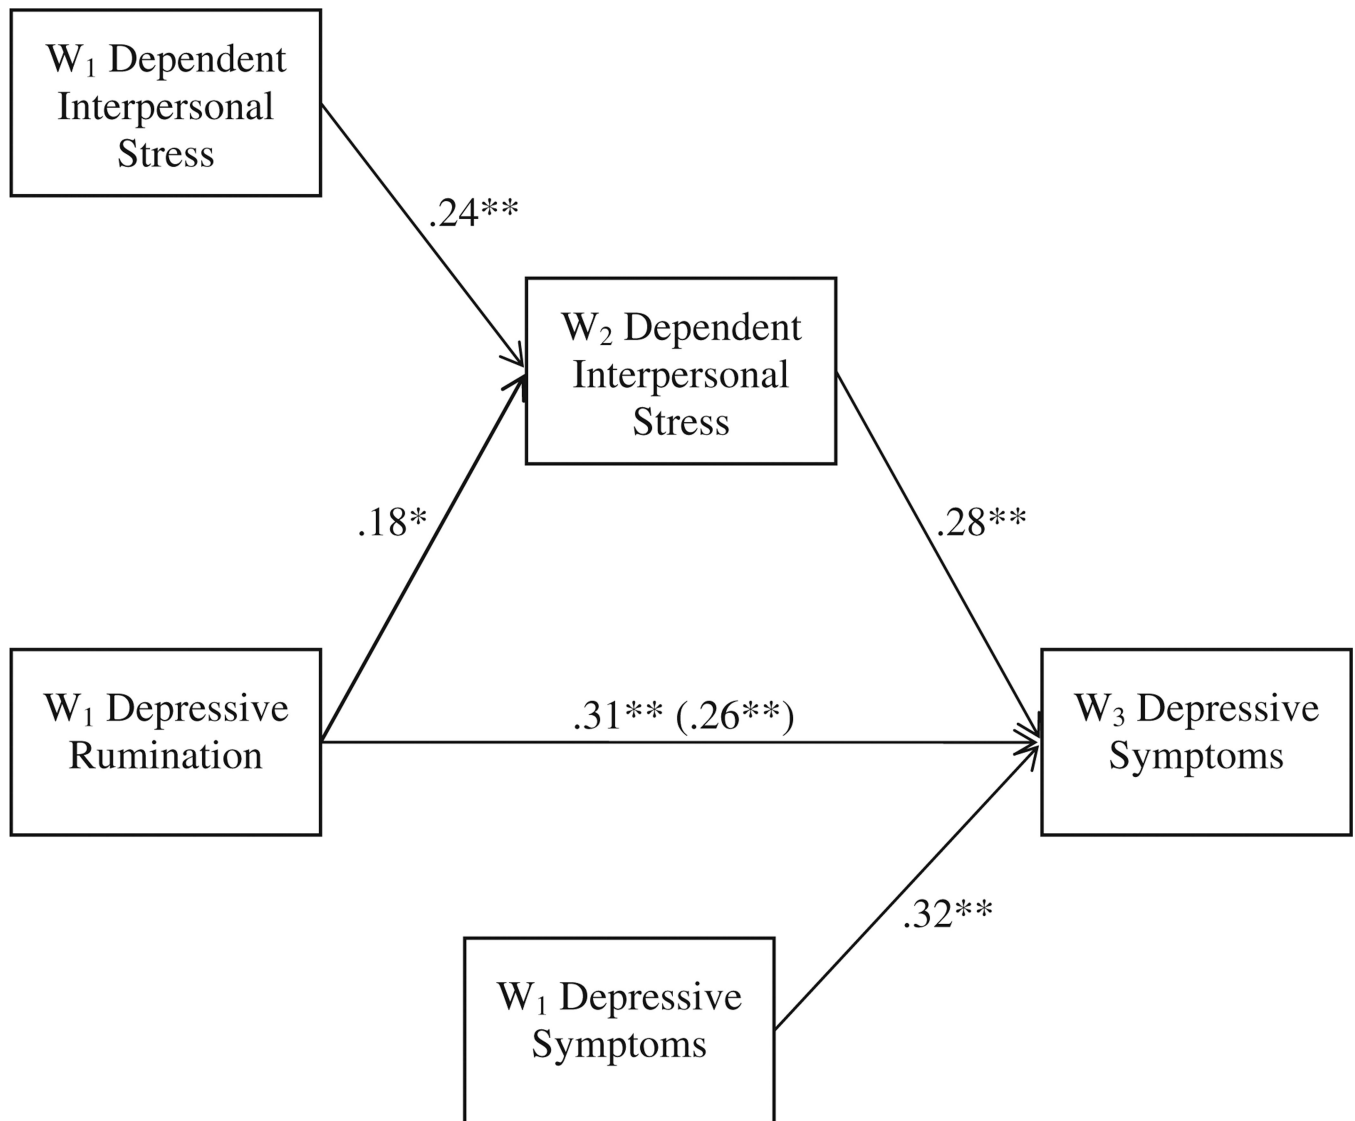 W₁ Dependent
Interpersonal
Stress
.24**
W₂ Dependent
Interpersonal
Stress
.18*
.28**
W₁ Depressive
Rumination
.31** (.26**)
W₃ Depressive
Symptoms
.32**
W₁ Depressive
Symptoms